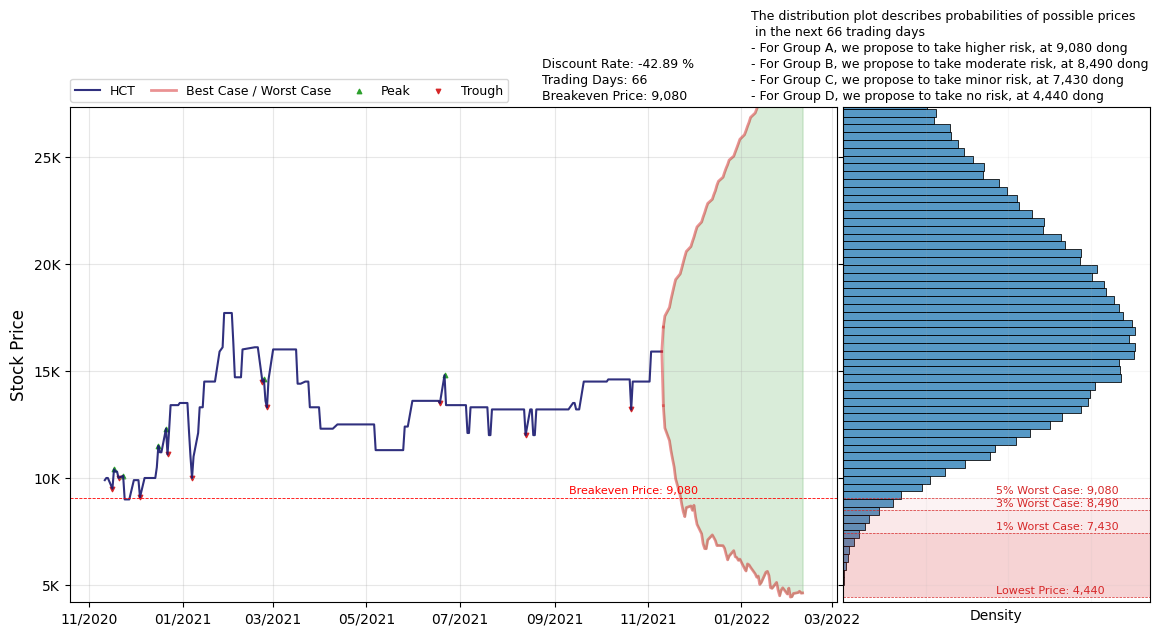 The distribution plot describes probabilities of possible prices
in the next 66 trading days
- For Group A, we propose to take higher risk, at 9,080 dong
- For Group B, we propose to take moderate risk, at 8,490 dong
- For Group C, we propose to take minor risk, at 7,430 dong
- For Group D, we propose to take no risk, at 4,440 dong
Discount Rate: -42.89 %
Trading Days: 66
Breakeven Price: 9,080
HCT
Best Case / Worst Case
Peak
Trough
Stock Price
25K
20K
15K
10K
5K
Breakeven Price: 9,080
11/2020
01/2021
03/2021
05/2021
07/2021
09/2021
11/2021
01/2022
03/2022
5% Worst Case: 9,080
3% Worst Case: 8,490
1% Worst Case: 7,430
Lowest Price: 4,440
Density